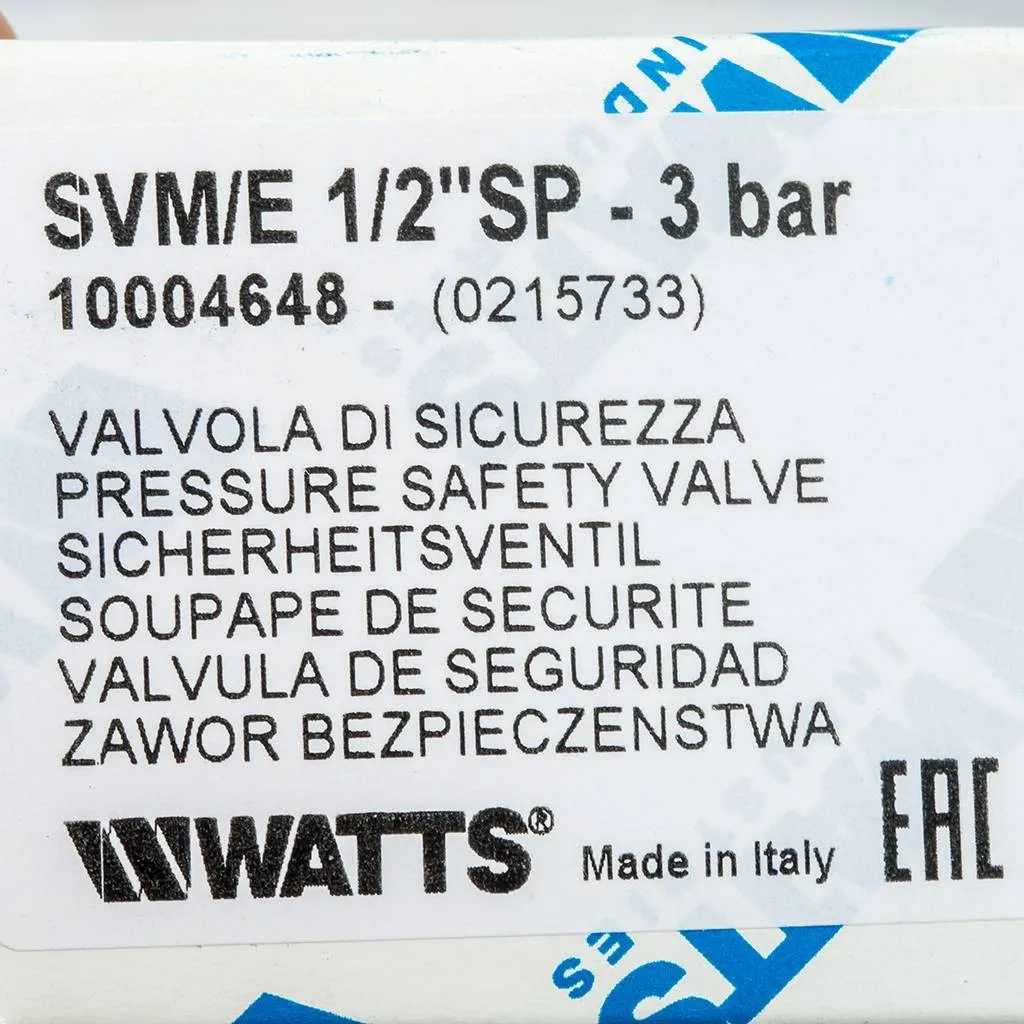 SVM/E 1/2"SP - 3 bar
10004648 - (0215733)
VALVOLA DI SICUREZZA
PRESSURE SAFETY VALVE
SICHERHEITSVENTIL
SOUPAPE DE SECURITE
VALVULA DE SEGURIDAD
ZAWOR BEZPIECZENSTWA
WATTS® Made in Italy EAC